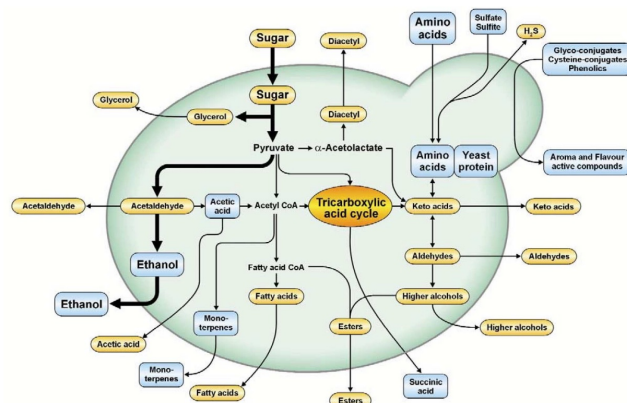 Sugar
Diacetyl
Amino
acids
Sulfate
Sulfite
H₂S
Glyco-conjugates
Cysteine-conjugates
Phenolics
Sugar
Glycerol
Glycerol
Diacetyl
Pyruvate
α-Acetolactate
Amino
acids
Yeast
protein
Aroma and Flavour
active compounds
Acetaldehyde
Acetaldehyde
Acetic
acid
Acetyl CoA
Tricarboxylic
acid cycle
Keto acids
Keto acids
Ethanol
Fatty acid CoA
Aldehydes
Aldehydes
Ethanol
Fatty acids
Higher alcohols
Mono-
terpenes
Esters
Higher alcohols
Acetic acid
Mono-
terpenes
Fatty acids
Esters
Succinic
acid